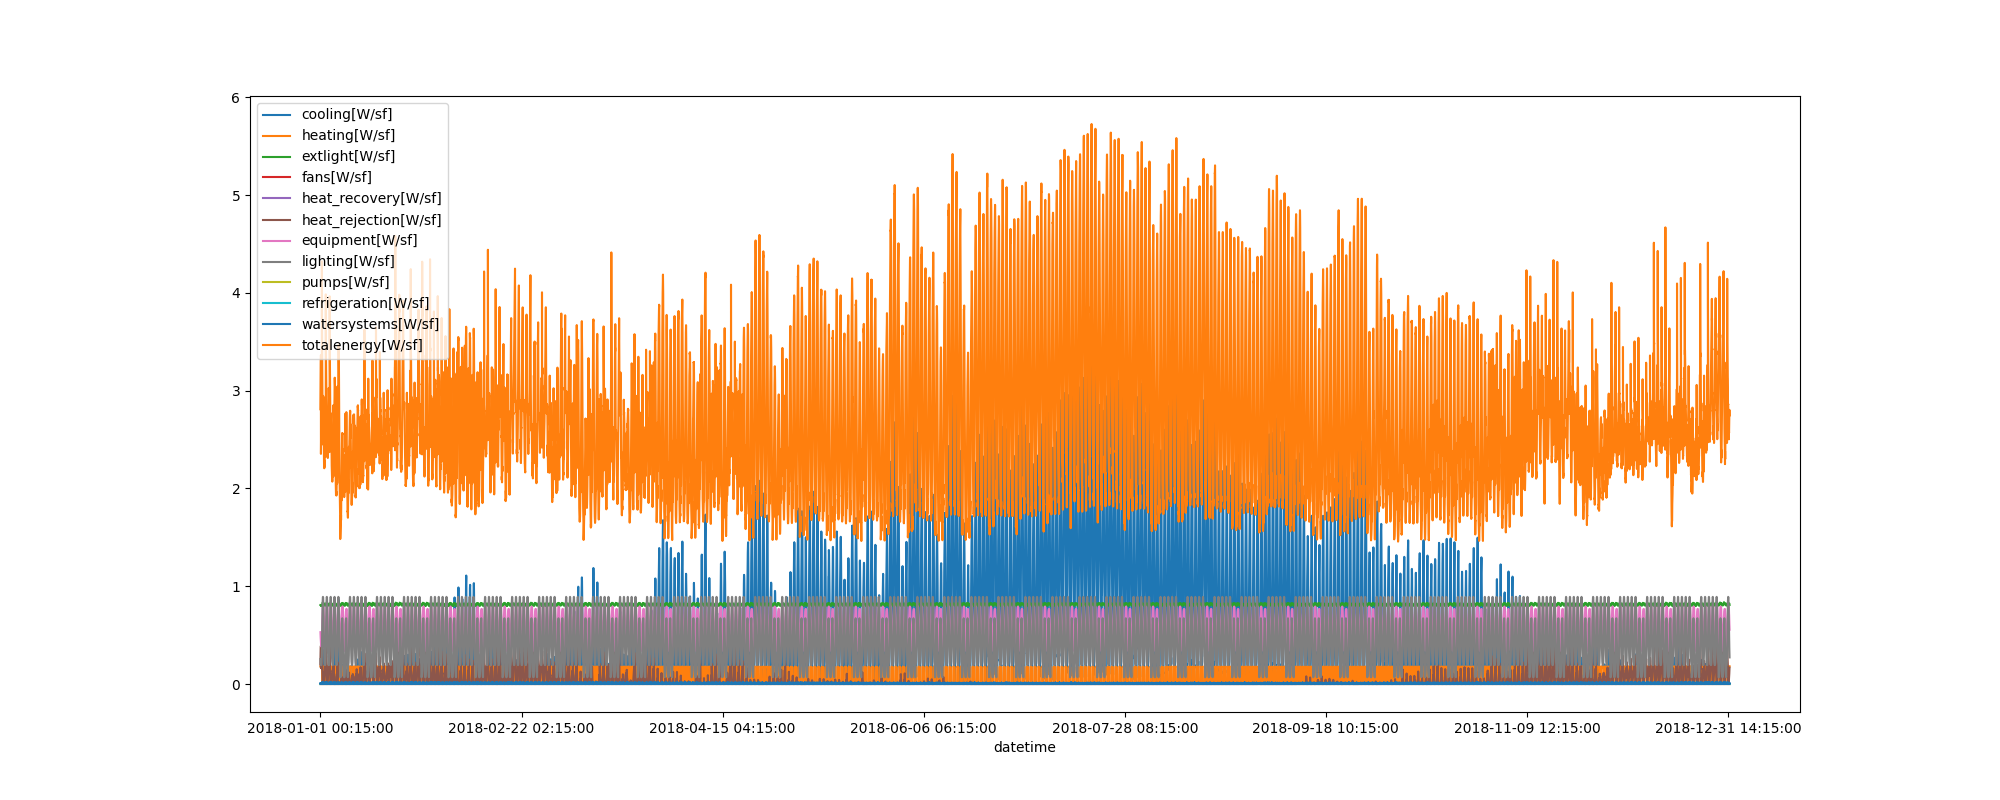 6
5
4
3
2
1
0
cooling[W/sf]
heating[W/sf]
extlight[W/sf]
fans[W/sf]
heat_recovery[W/sf]
heat_rejection[W/sf]
equipment[W/sf]
lighting[W/sf]
pumps[W/sf]
refrigeration[W/sf]
watersystems[W/sf]
totalenergy[W/sf]
2018-01-01 00:15:00 2018-02-22 02:15:00 2018-04-15 04:15:00 2018-06-06 06:15:00 2018-07-28 08:15:00 2018-09-18 10:15:00 2018-11-09 12:15:00 2018-12-31 14:15:00
datetime